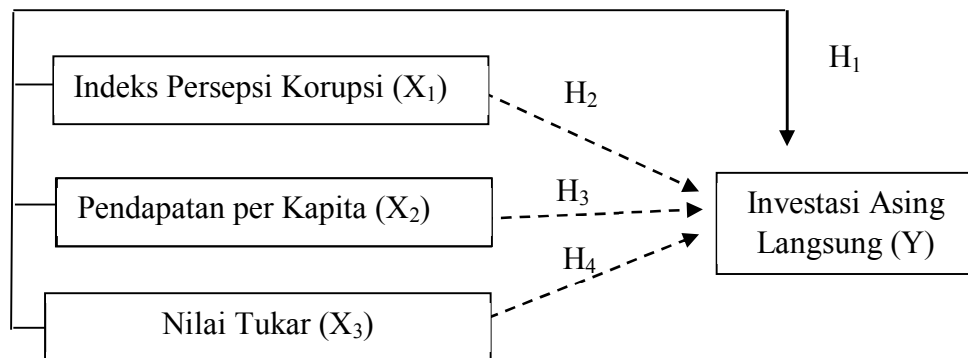 H₁
Indeks Persepsi Korupsi (X₁)
H₂
Pendapatan per Kapita (X₂)
H₃
Investasi Asing
Langsung (Y)
H₄
Nilai Tukar (X₃)